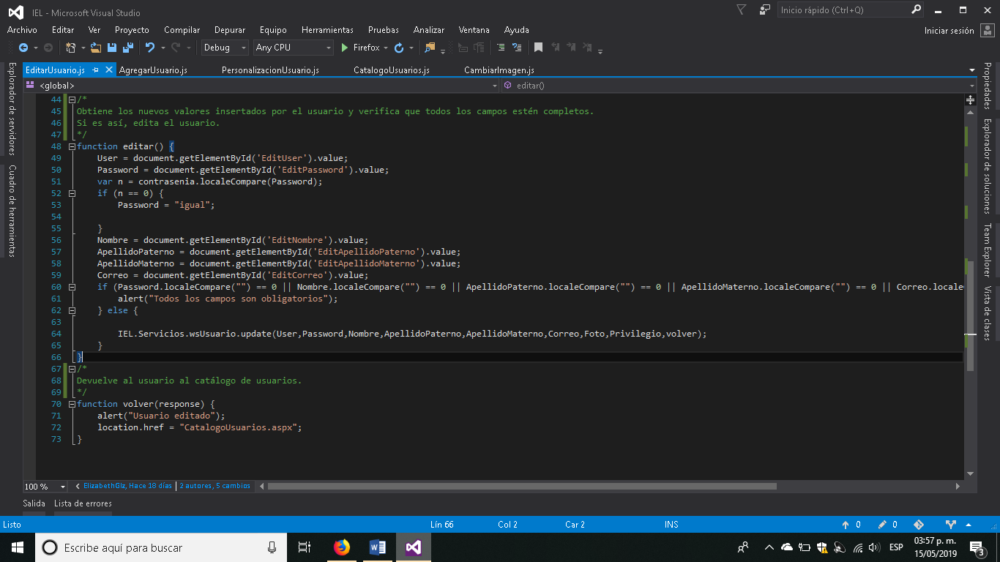 IEL - Microsoft Visual Studio
Inicio rápido (Ctrl+Q)
Archivo Editar Ver Proyecto Compilar Depurar Equipo Herramientas Pruebas Analizar Ventana Ayuda
Iniciar sesión
Debug Any CPU Firefox
EditarUsuario.js AgregarUsuario.js PersonalizacionUsuario.js CatalogoUsuarios.js CambiarImagen.js
<global> editar()
Explorador de servidores
Cuadro de herramientas
44 /*
45 Obtiene los nuevos valores insertados por el usuario y verifica que todos los campos estén completos.
46 Si es así, edita el usuario.
47 */
48 function editar() {
49 User = document.getElementById('EditUser').value;
50 Password = document.getElementById('EditPassword').value;
51 var n = contrasenia.localeCompare(Password);
52 if (n == 0) {
53 Password = "igual";
54
55 }
56 Nombre = document.getElementById('EditNombre').value;
57 ApellidoPaterno = document.getElementById('EditApellidoPaterno').value;
58 ApellidoMaterno = document.getElementById('EditApellidoMaterno').value;
59 Correo = document.getElementById('EditCorreo').value;
60 if (Password.localeCompare("") == 0 || Nombre.localeCompare("") == 0 || ApellidoPaterno.localeCompare("") == 0 || ApellidoMaterno.localeCompare("") == 0 || Correo.locale
61 alert("Todos los campos son obligatorios");
62 } else {
63
64 IEL.Servicios.wsUsuario.update(User,Password,Nombre,ApellidoPaterno,ApellidoMaterno,Correo,Foto,Privilegio,volver);
65 }
66 }
67 /*
68 Devuelve al usuario al catálogo de usuarios.
69 */
70 function volver(response) {
71 alert("Usuario editado");
72 location.href = "CatalogoUsuarios.aspx";
73 }
Propiedades
Explorador de soluciones
Team Explorer
Vista de clases
100 % ElizabethGlz, Hace 18 días | 2 autores, 5 cambios
Salida Lista de errores
Listo Lín 66 Col 2 Car 2 INS 0 0
Escribe aquí para buscar
ESP
03:57 p. m.
15/05/2019
3